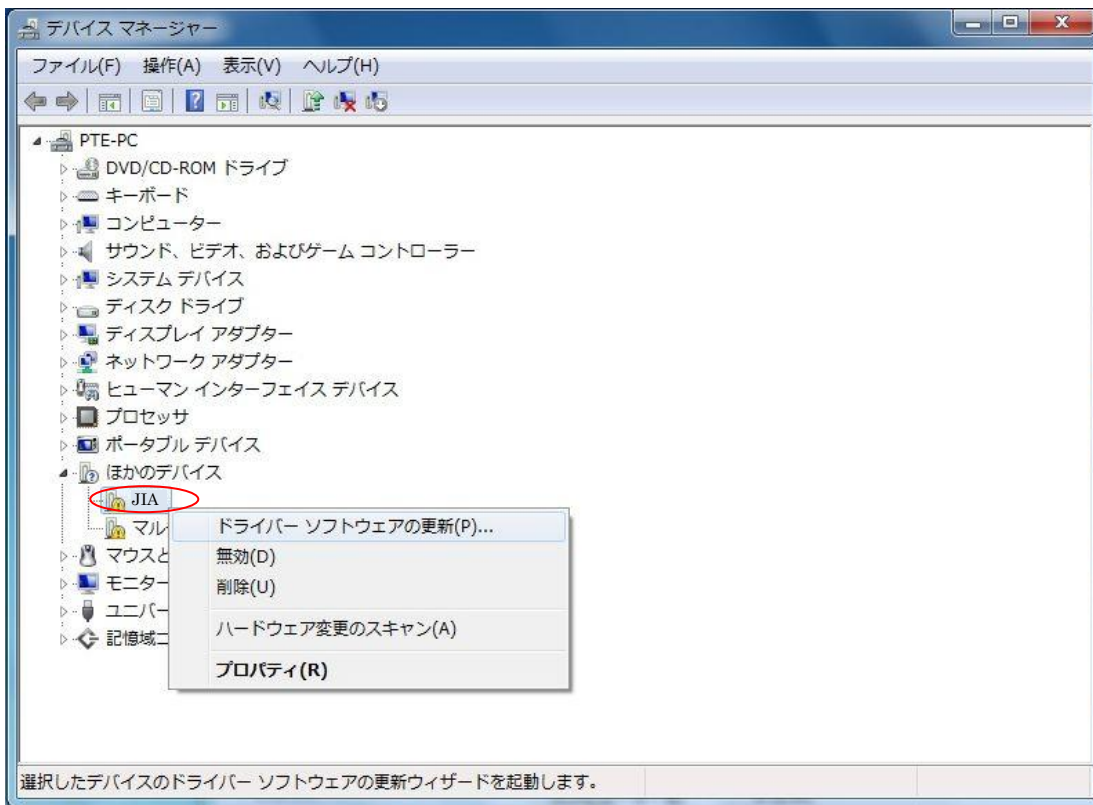 デバイス マネージャー
ファイル(F) 操作(A) 表示(V) ヘルプ(H)
PTE-PC
DVD/CD-ROM ドライブ
キーボード
コンピューター
サウンド、ビデオ、およびゲーム コントローラー
システム デバイス
ディスク ドライブ
ディスプレイ アダプター
ネットワーク アダプター
ヒューマン インターフェイス デバイス
プロセッサ
ポータブル デバイス
ほかのデバイス
JIA
マル
マウスと
モニター
ユニバー
記憶域コ
ドライバー ソフトウェアの更新(P)...
無効(D)
削除(U)
ハードウェア変更のスキャン(A)
プロパティ(R)
選択したデバイスのドライバー ソフトウェアの更新ウィザードを起動します。